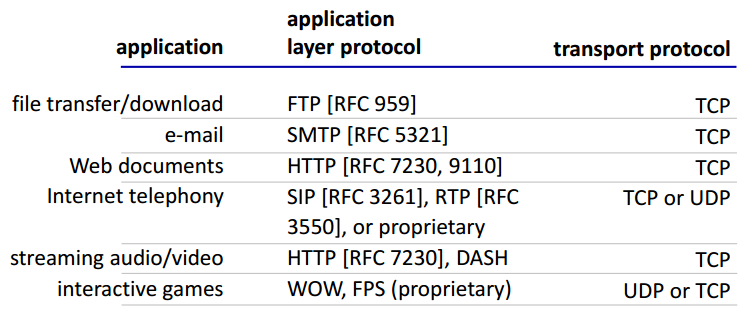 application
application layer protocol
transport protocol
file transfer/download
FTP [RFC 959]
TCP
e-mail
SMTP [RFC 5321]
TCP
Web documents
HTTP [RFC 7230, 9110]
TCP
Internet telephony
SIP [RFC 3261], RTP [RFC
3550], or proprietary
TCP or UDP
streaming audio/video
HTTP [RFC 7230], DASH
TCP
interactive games
WOW, FPS (proprietary)
UDP or TCP